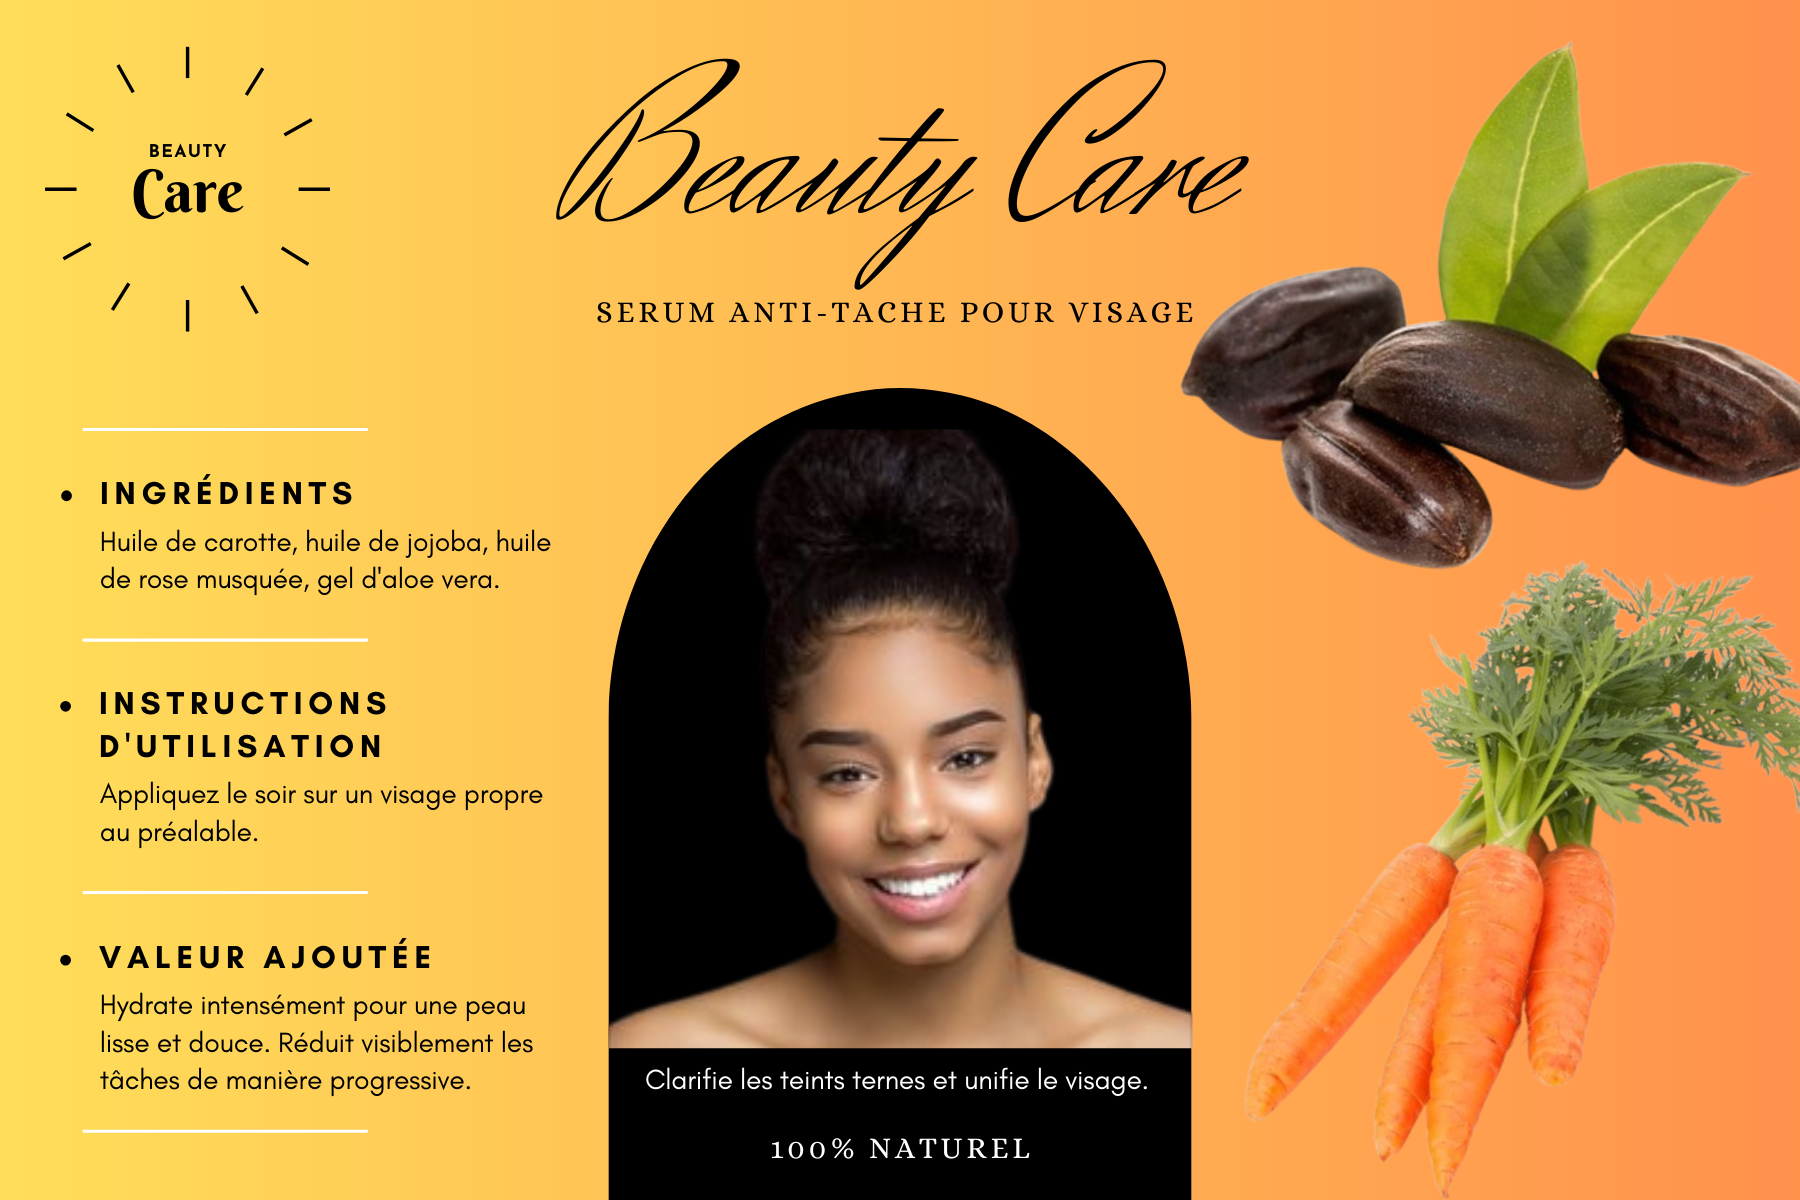 BEAUTY
Care
Beauty Care
SERUM ANTI-TACHE POUR VISAGE
• INGRÉDIENTS
Huile de carotte, huile de jojoba, huile
de rose musquée, gel d'aloe vera.
• INSTRUCTIONS
D'UTILISATION
Appliquez le soir sur un visage propre
au préalable.
• VALEUR AJOUTÉE
Hydrate intensément pour une peau
lisse et douce. Réduit visiblement les
tâches de manière progressive.
Clarifie les teints ternes et unifie le visage.
100% NATUREL